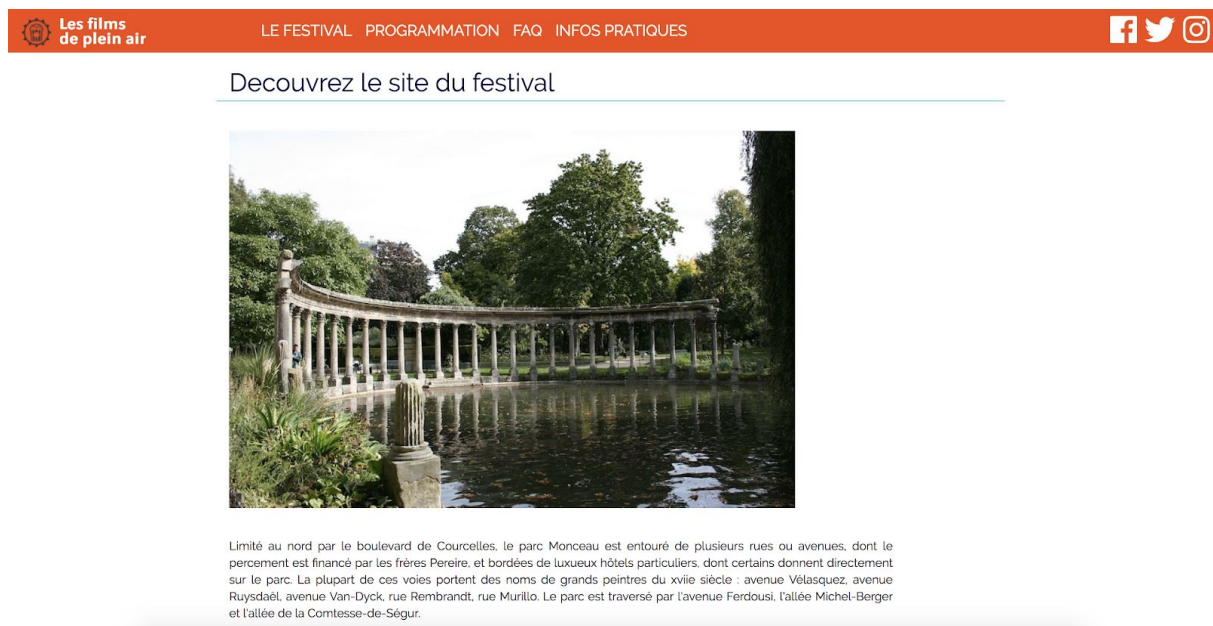 Les films
de plein air
LE FESTIVAL PROGRAMMATION FAQ INFOS PRATIQUES
Decouvrez le site du festival
Limité au nord par le boulevard de Courcelles, le parc Monceau est entouré de plusieurs rues ou avenues, dont le
percement est financé par les frères Pereire, et bordées de luxueux hôtels particuliers, dont certains donnent directement
sur le parc. La plupart de ces voies portent des noms de grands peintres du xviie siècle : avenue Vélasquez, avenue
Ruysdaêl, avenue Van-Dyck, rue Rembrandt, rue Murillo. Le parc est traversé par l'avenue Ferdousi, l'allée Michel-Berger
et l'allée de la Comtesse-de-Ségur.